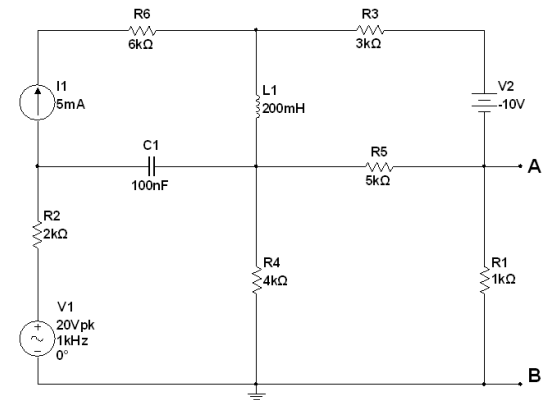 R6
6kΩ
R3
3kΩ
I1
5mA
L1
200mH
V2
-10V
C1
100nF
R5
5kΩ
A
R2
2kΩ
R4
4kΩ
R1
1kΩ
V1
+
20Vpk
1kHz
0°
B